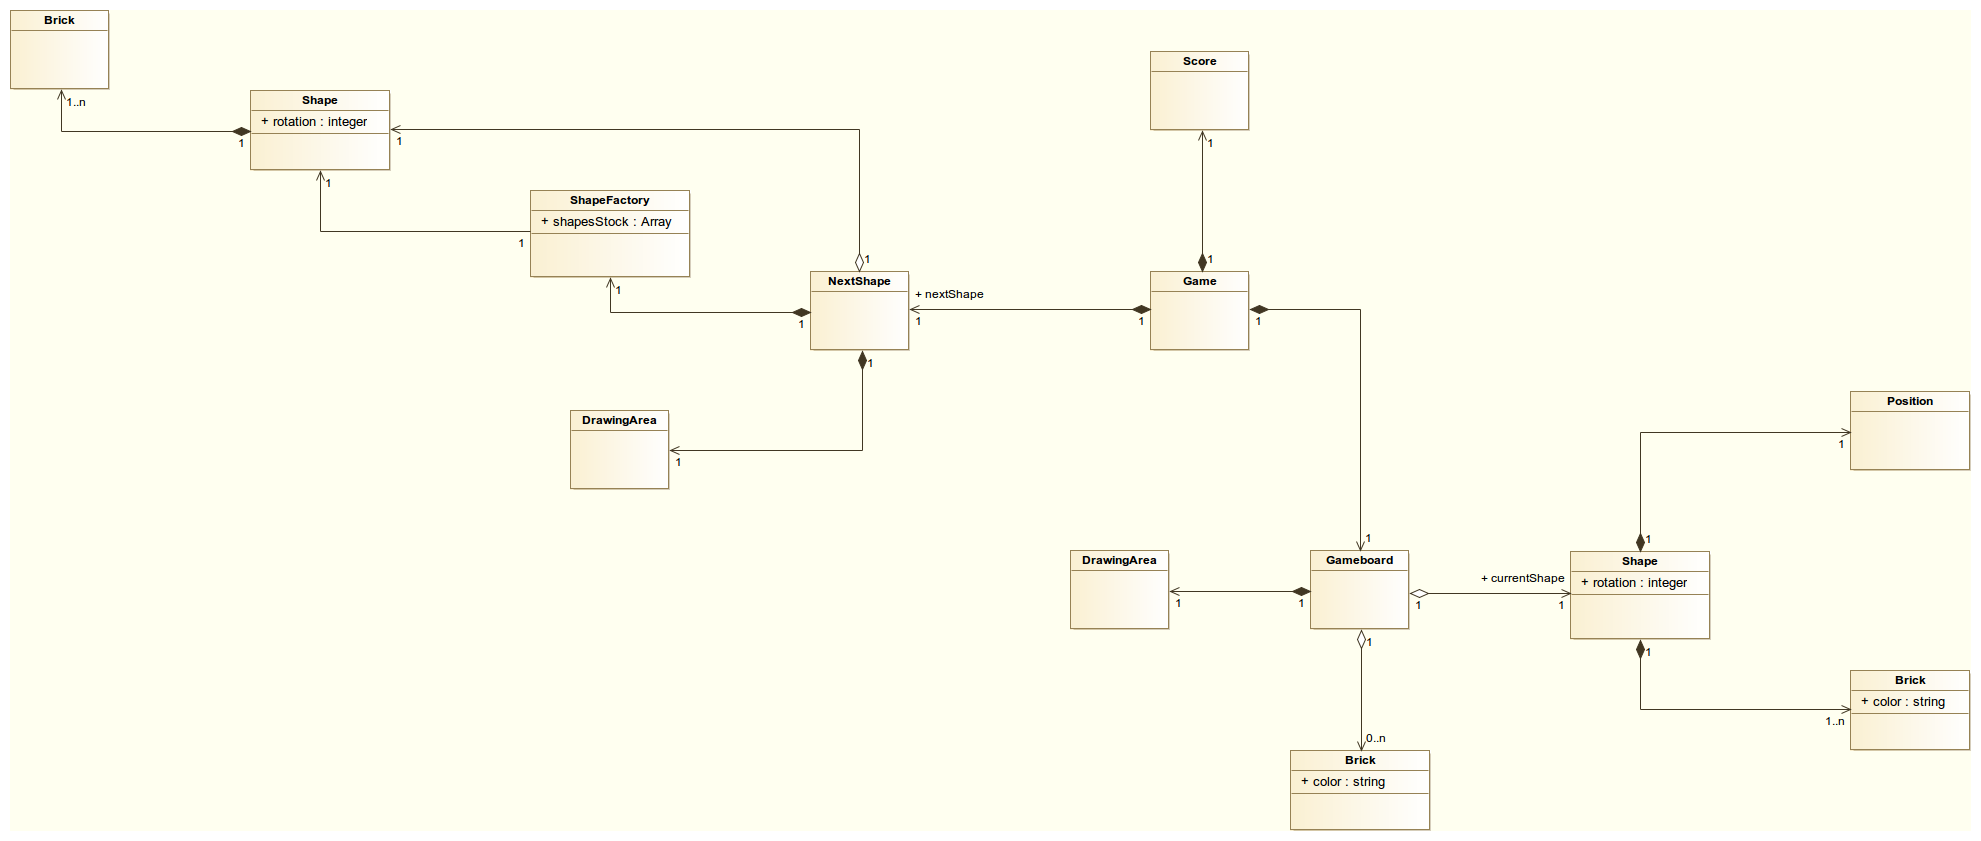 Brick
1..n
Shape
+ rotation : integer
1
1
1
ShapeFactory
+ shapesStock : Array
1
1
Score
1
1
NextShape
1
1
1
+ nextShape
1
Game
1
1
1
DrawingArea
1
Position
1
1
DrawingArea
1
Gameboard
1
1
1
+ currentShape
1
Shape
+ rotation : integer
1
1
Brick
+ color : string
1..n
0..n
Brick
+ color : string